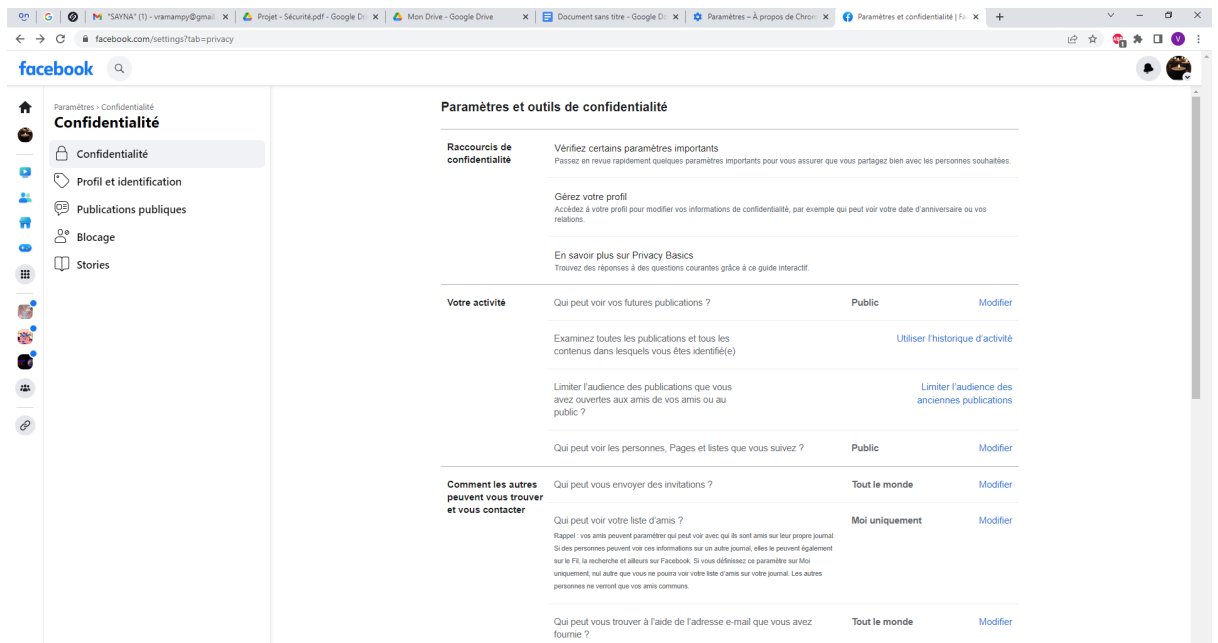 "SAYNA" (1) - vramampy@gmail.
Projet - Sécurité.pdf - Google Dri
Mon Drive - Google Drive
Document sans titre - Google Do
Paramètres – À propos de Chrom
Paramètres et confidentialité | Fa
facebook.com/settings?tab=privacy
V
facebook
Paramètres › Confidentialité
Confidentialité
Confidentialité
Profil et identification
Publications publiques
Blocage
Stories
Paramètres et outils de confidentialité
Raccourcis de
confidentialité
Vérifiez certains paramètres importants
Passez en revue rapidement quelques paramètres importants pour vous assurer que vous partagez bien avec les personnes souhaitées.
Gérez votre profil
Accédez à votre profil pour modifier vos informations de confidentialité, par exemple qui peut voir votre date d'anniversaire ou vos
relations.
En savoir plus sur Privacy Basics
Trouvez des réponses à des questions courantes grâce à ce guide interactif.
Votre activité
Qui peut voir vos futures publications ?
Public
Modifier
Examinez toutes les publications et tous les
contenus dans lesquels vous êtes identifié(e)
Utiliser l'historique d'activité
Limiter l'audience des publications que vous
avez ouvertes aux amis de vos amis ou au
public ?
Limiter l'audience des
anciennes publications
Qui peut voir les personnes, Pages et listes que vous suivez ?
Public
Modifier
Comment les autres
peuvent vous trouver
et vous contacter
Qui peut vous envoyer des invitations ?
Tout le monde
Modifier
Qui peut voir votre liste d'amis ?
Moi uniquement
Modifier
Rappel : vos amis peuvent paramétrer qui peut voir avec qui ils sont amis sur leur propre journal.
Si des personnes peuvent voir ces informations sur un autre journal, elles le peuvent également
sur le Fil, la recherche et ailleurs sur Facebook. Si vous définissez ce paramètre sur Moi
uniquement, nul autre que vous ne pourra voir votre liste d'amis sur votre journal. Les autres
personnes ne verront que vos amis communs.
Qui peut vous trouver à l'aide de l'adresse e-mail que vous avez
fournie ?
Tout le monde
Modifier